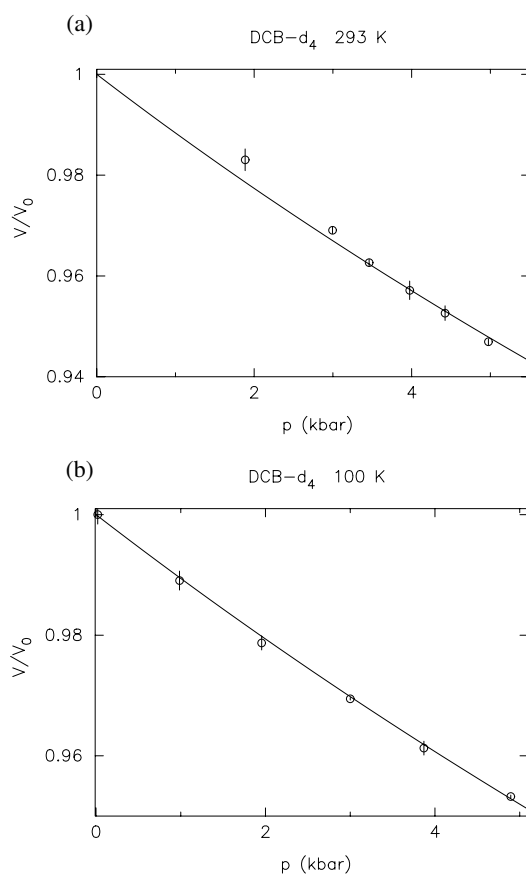 (a)
DCB−d₄ 293 K
1
0.98
0.96
0.94
V/V₀
0 2 4
p (kbar)
(b)
DCB−d₄ 100 K
1
0.98
0.96
V/V₀
0 2 4
p (kbar)